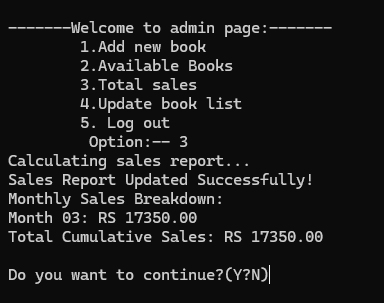 -------Welcome to admin page:-------
1.Add new book
2.Available Books
3.Total sales
4.Update book list
5. Log out
Option:-- 3
Calculating sales report...
Sales Report Updated Successfully!
Monthly Sales Breakdown:
Month 03: RS 17350.00
Total Cumulative Sales: RS 17350.00
Do you want to continue?(Y?N)